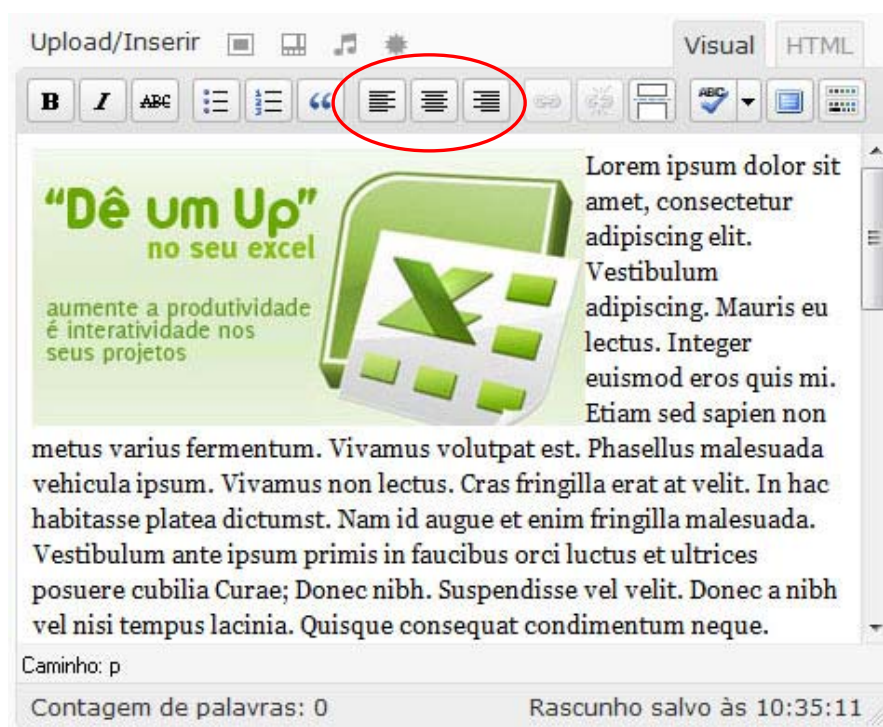 Upload/Inserir
Visual HTML
B I ABC
ABC
“Dê um Up”
no seu excel
aumente a produtividade
é interatividade nos
seus projetos
Lorem ipsum dolor sit
amet, consectetur
adipiscing elit.
Vestibulum
adipiscing. Mauris eu
lectus. Integer
euismod eros quis mi.
Etiam sed sapien non
metus varius fermentum. Vivamus volutpat est. Phasellus malesuada
vehicula ipsum. Vivamus non lectus. Cras fringilla erat at velit. In hac
habitasse platea dictumst. Nam id augue et enim fringilla malesuada.
Vestibulum ante ipsum primis in faucibus orci luctus et ultrices
posuere cubilia Curae; Donec nibh. Suspendisse vel velit. Donec a nibh
vel nisi tempus lacinia. Quisque consequat condimentum neque.
Caminho: p
Contagem de palavras: 0 Rascunho salvo às 10:35:11